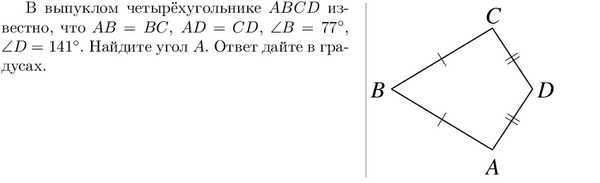 В выпуклом четырёхугольнике ABCD из-
вестно, что AB = BC, AD = CD, ∠B = 77°,
∠D = 141°. Найдите угол A. Ответ дайте в гра-
дусах.
C
B
D
A